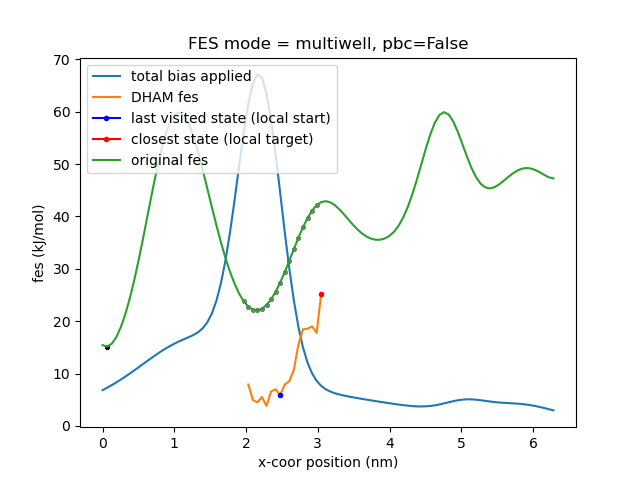 FES mode = multiwell, pbc=False
70
60
50
40
30
20
10
0
fes (kJ/mol)
total bias applied
DHAM fes
last visited state (local start)
closest state (local target)
original fes
0 1 2 3 4 5 6
x-coor position (nm)